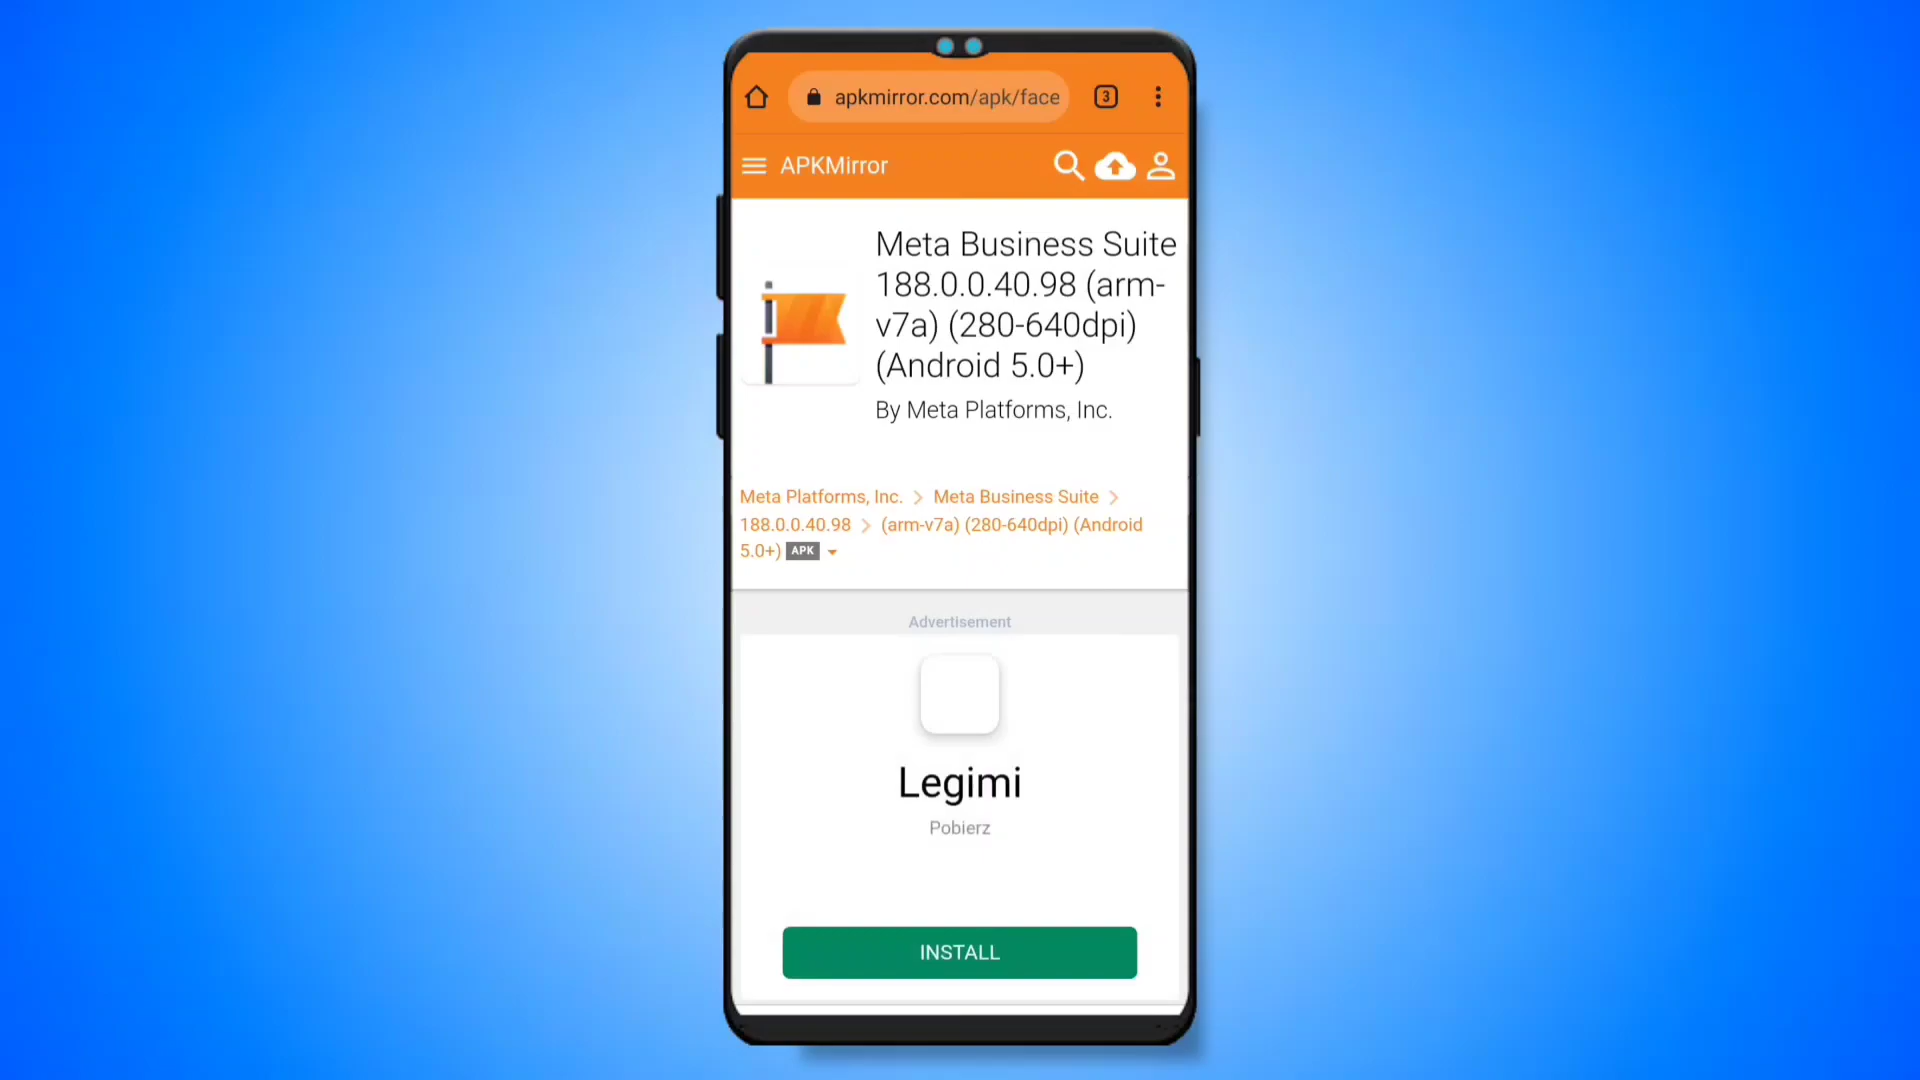 apkmirror.com/apk/face
3
APKMirror
Meta Business Suite
188.0.0.40.98 (arm-
v7a) (280-640dpi)
(Android 5.0+)
By Meta Platforms, Inc.
Meta Platforms, Inc. > Meta Business Suite >
188.0.0.40.98 > (arm-v7a) (280-640dpi) (Android
5.0+) APK
Advertisement
Legimi
Pobierz
INSTALL